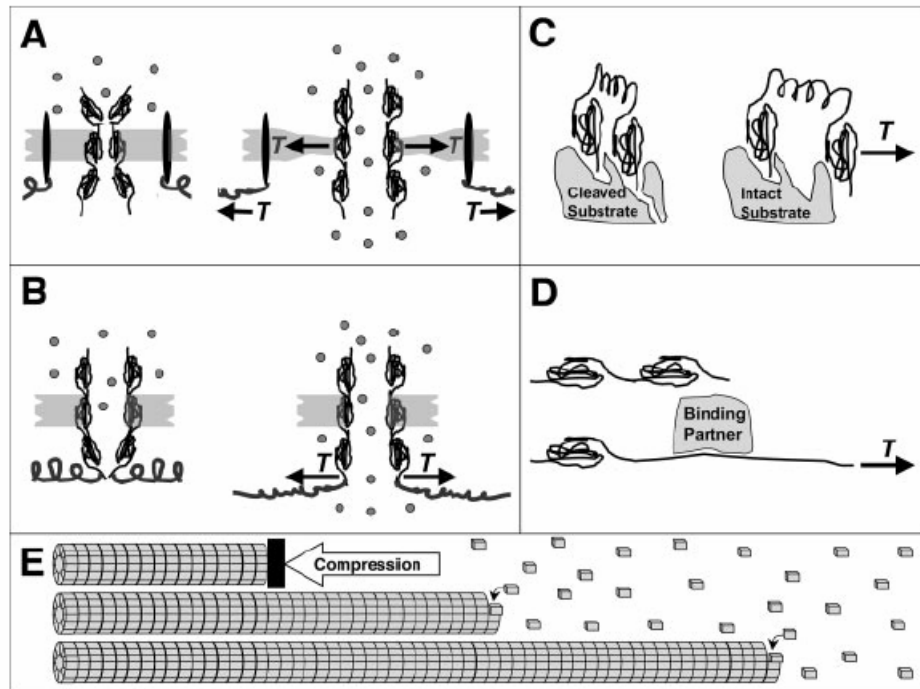 A
T
T
T
T
B
T
T
C
Cleaved
Substrate
Intact
Substrate
T
D
Binding
Partner
T
E
Compression